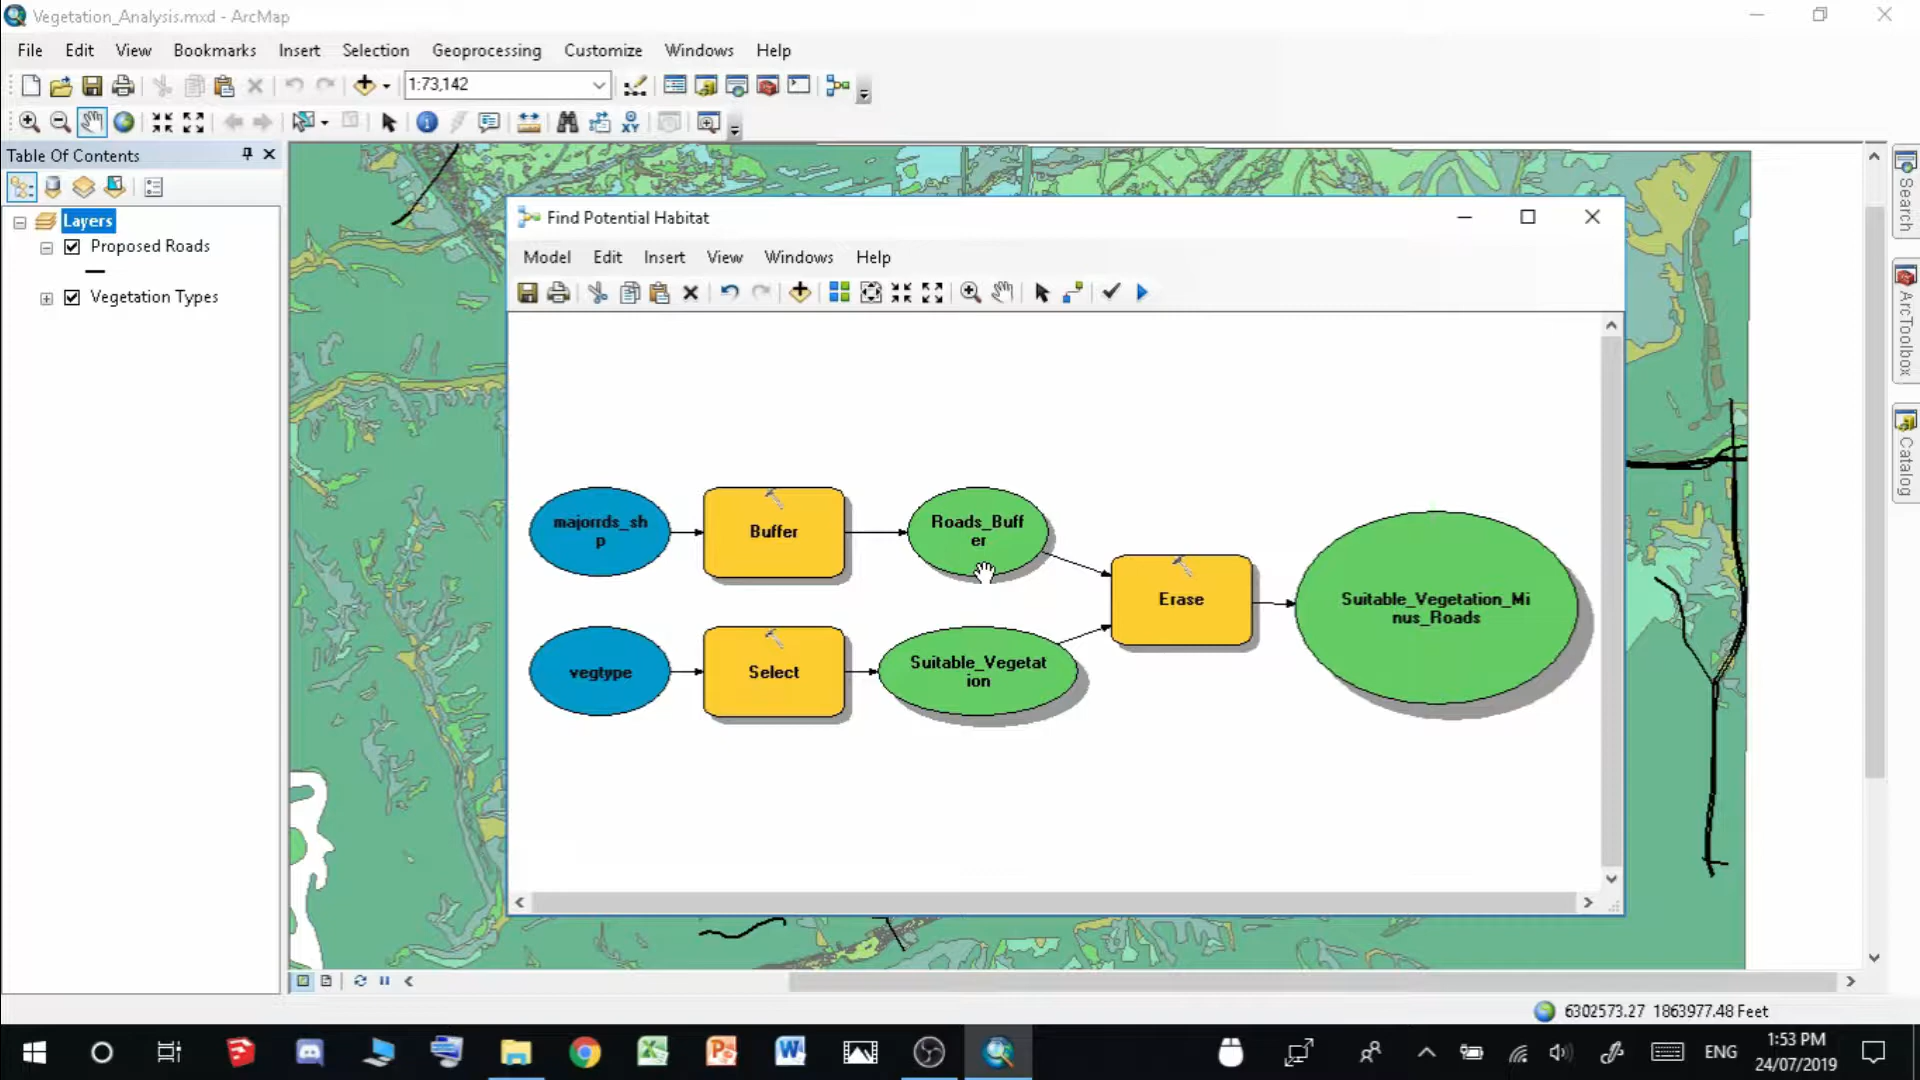 Vegetation_Analysis.mxd - ArcMap
File Edit View Bookmarks Insert Selection Geoprocessing Customize Windows Help
1:73,142
Table Of Contents
Layers
Proposed Roads
Vegetation Types
Find Potential Habitat
Model Edit Insert View Windows Help
majorrds_sh
p
Buffer
Roads_Buff
er
Erase
Suitable_Vegetation_Mi
nus_Roads
vegtype
Select
Suitable_Vegetat
ion
Search
ArcToolbox
Catalog
6302573.27 1863977.48 Feet
ENG
1:53 PM
24/07/2019